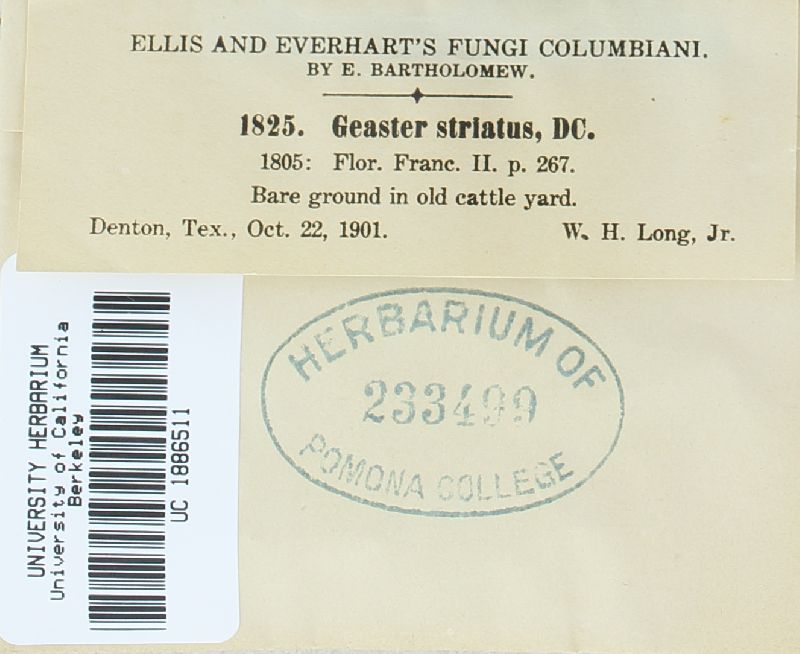 ELLIS AND EVERHART'S FUNGI COLUMBIANI.
BY E. BARTHOLOMEW.
1825. Geaster striatus, DC.
1805: Flor. Franc. II. p. 267.
Bare ground in old cattle yard.
Denton, Tex., Oct. 22, 1901. W. H. Long, Jr.
HERBARIUM OF
233499
POMONA COLLEGE
UNIVERSITY HERBARIUM
University of California
Berkeley
UC 1886511